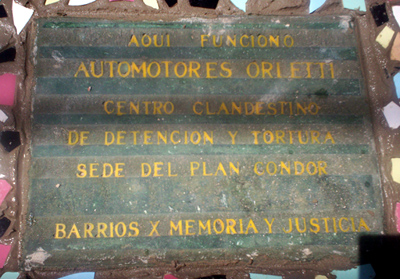 AQUI FUNCIONO
AUTOMOTORES ORLETTI
CENTRO CLANDESTINO
DE DETENCION Y TORTURA
SEDE DEL PLAN CONDOR
BARRIOS X MEMORIA Y JUSTICIA